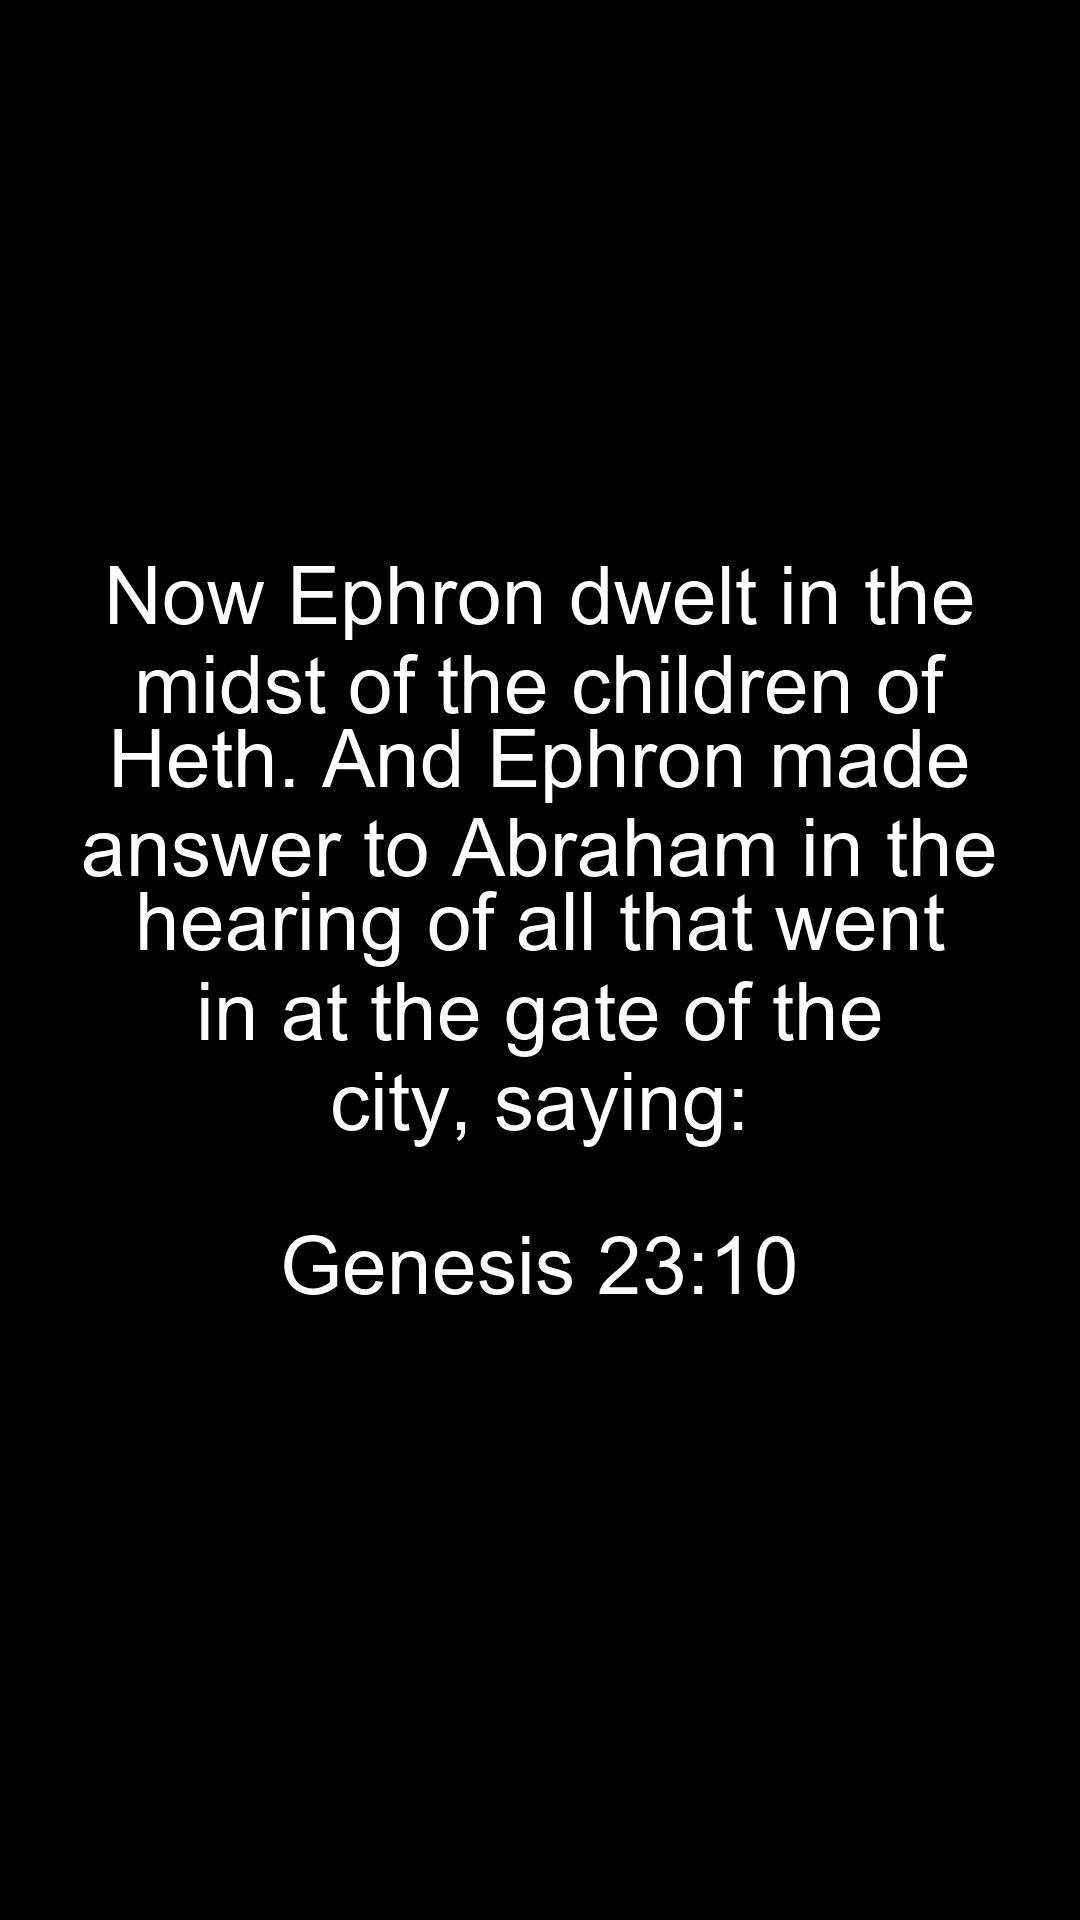 Now Ephron dwelt in the
midst of the children of
Heth. And Ephron made
answer to Abraham in the
hearing of all that went
in at the gate of the
city, saying:
Genesis 23:10